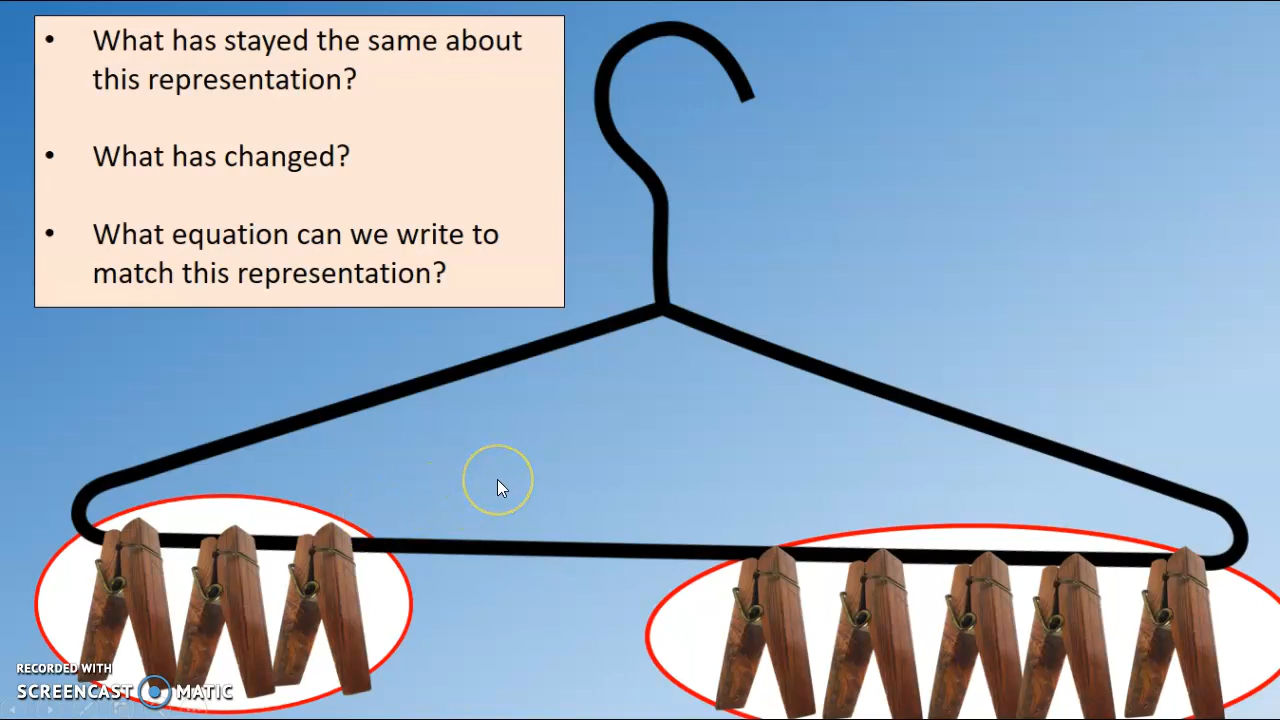 • What has stayed the same about
this representation?
• What has changed?
• What equation can we write to
match this representation?
RECORDED WITH
SCREENCAST MATIC